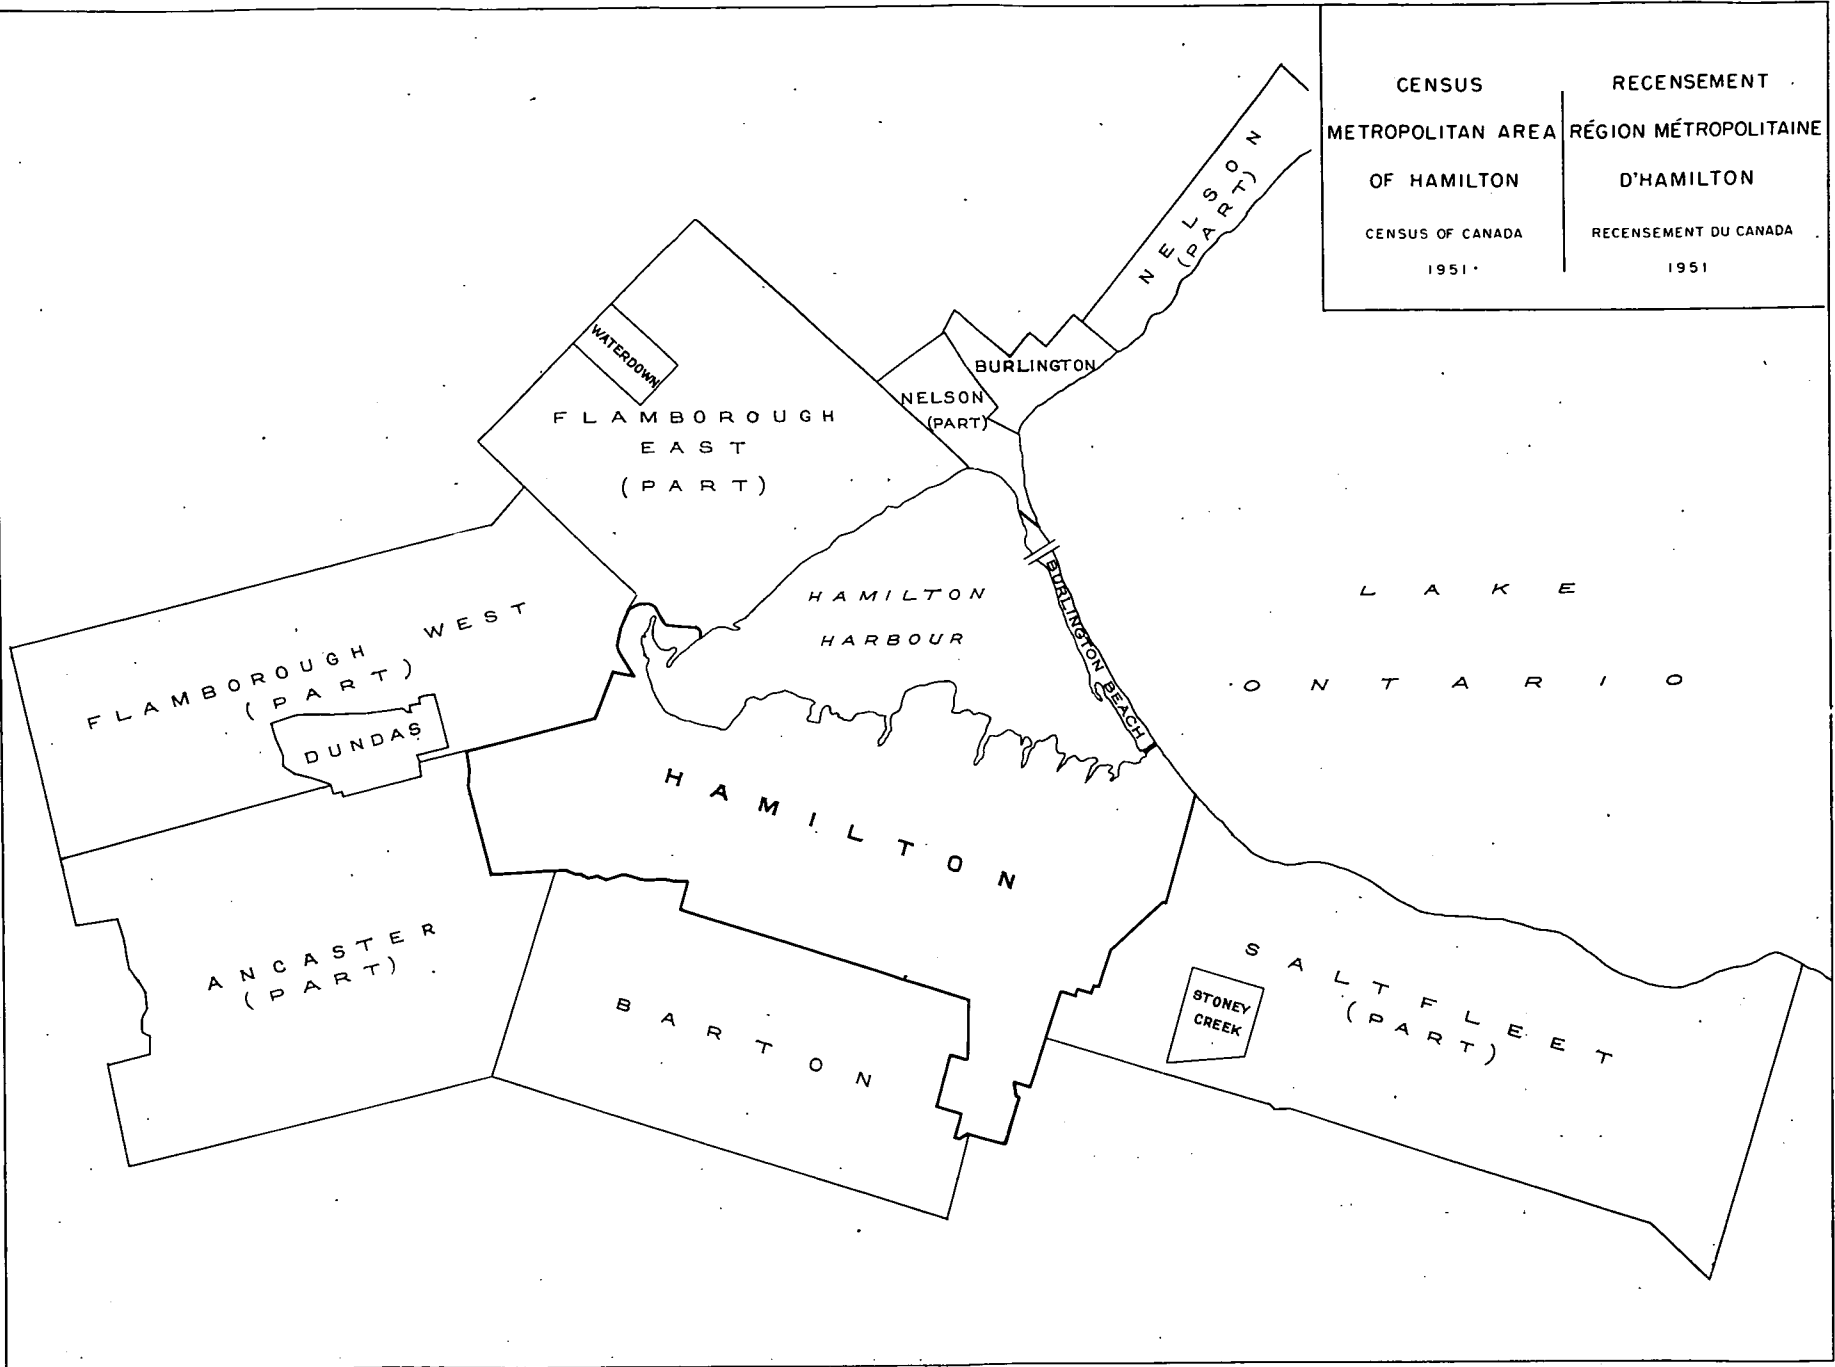 CENSUS
METROPOLITAN AREA
OF HAMILTON
CENSUS OF CANADA
1951
RECENSEMENT
RÉGION MÉTROPOLITAINE
D'HAMILTON
RECENSEMENT DU CANADA
1951
NELSON
(PART)
WATERDOWN
BURLINGTON
NELSON
(PART)
FLAMBOROUGH
EAST
(PART)
HAMILTON
HARBOUR
BURLINGTON BEACH
LAKE
ONTARIO
FLAMBOROUGH WEST
(PART)
DUNDAS
HAMILTON
ANCASTER
(PART)
BARTON
SALTFLEET
(PART)
STONEY
CREEK